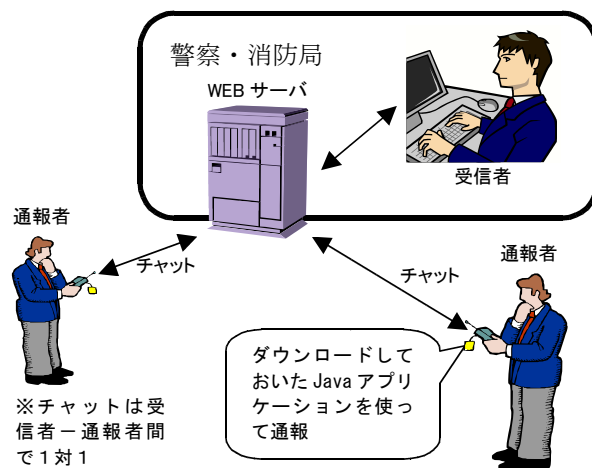 警察・消防局
WEB サーバ
受信者
通報者
チャット
チャット
通報者
ダウンロードして
おいた Java アプリ
ケーションを使っ
て通報
※チャットは受
信者－通報者間
で１対１